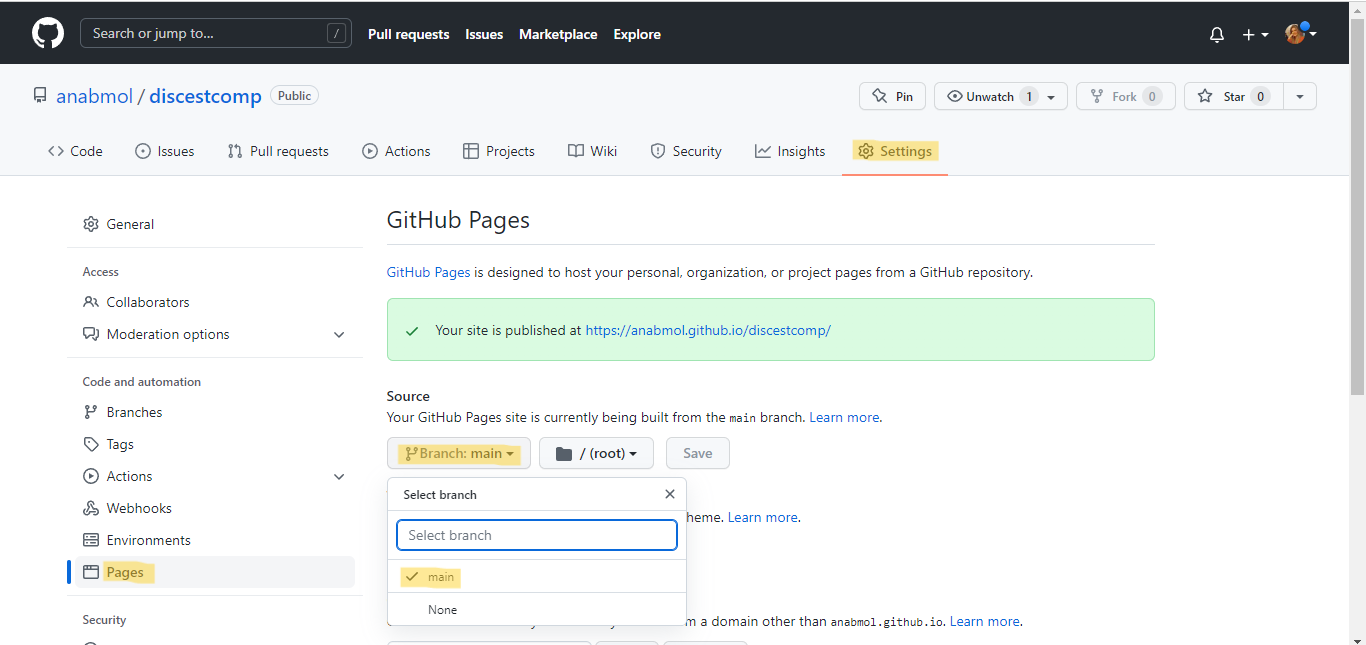 Search or jump to... /
Pull requests Issues Marketplace Explore
anabmol / discestcomp Public
Pin Unwatch 1 Fork 0 Star 0
Code Issues Pull requests Actions Projects Wiki Security Insights Settings
General
Access
Collaborators
Moderation options
Code and automation
Branches
Tags
Actions
Webhooks
Environments
Pages
Security
GitHub Pages
GitHub Pages is designed to host your personal, organization, or project pages from a GitHub repository.
Your site is published at https://anabmol.github.io/discestcomp/
Source
Your GitHub Pages site is currently being built from the main branch. Learn more.
Branch: main / (root) Save
Select branch
heme. Learn more.
Select branch
main
None
m a domain other than anabmol.github.io. Learn more.